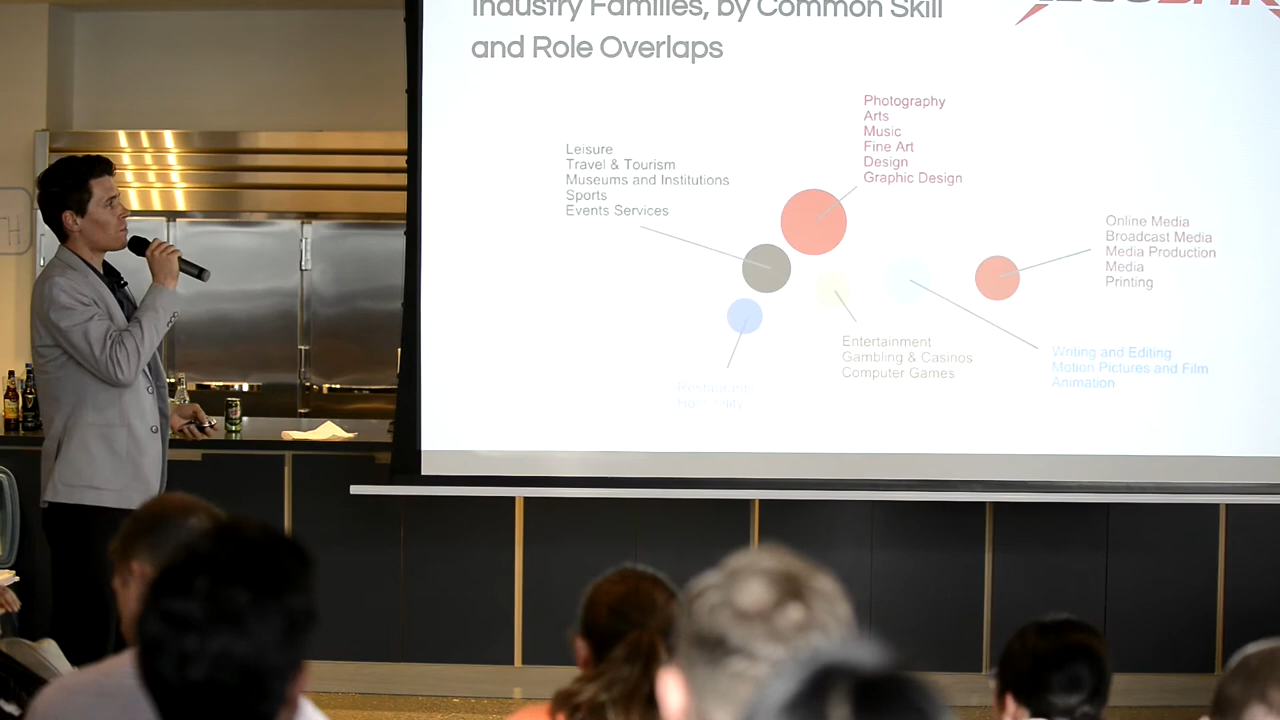 Industry Families, by Common Skill
and Role Overlaps
Photography
Arts
Music
Fine Art
Design
Graphic Design
Leisure
Travel & Tourism
Museums and Institutions
Sports
Events Services
Online Media
Broadcast Media
Media Production
Media
Printing
Entertainment
Gambling & Casinos
Computer Games
Writing and Editing
Motion Pictures and Film
Animation
Restaurants
Hospitality